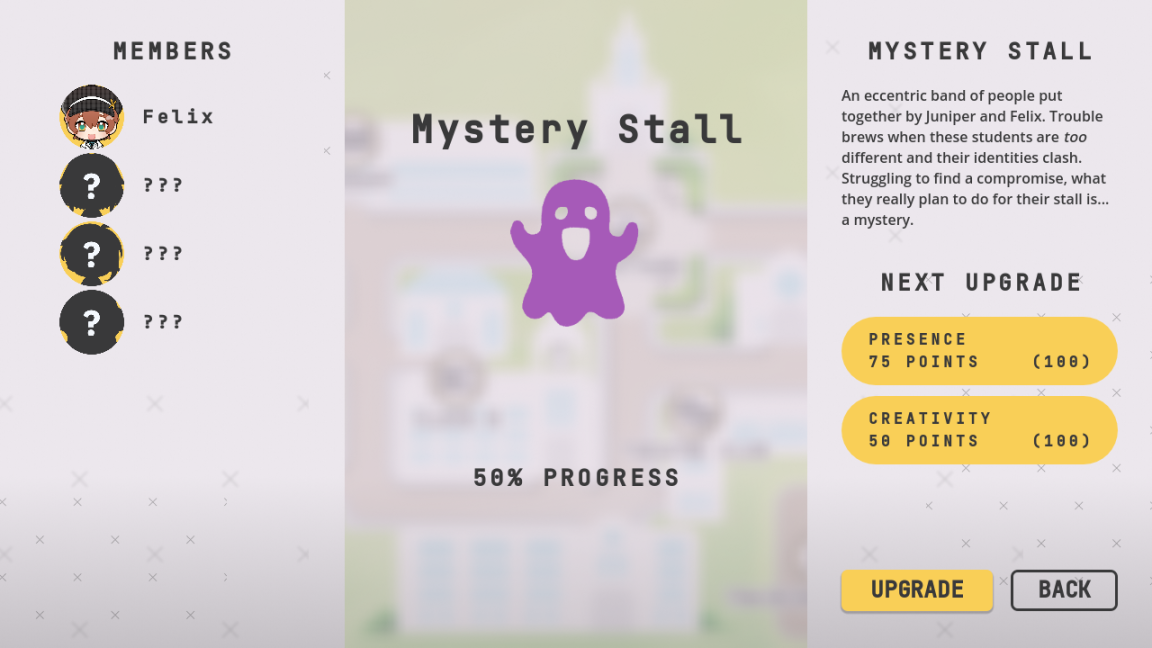 MEMBERS
Felix
???
???
???
?
?
?
Mystery Stall
50% PROGRESS
MYSTERY STALL
An eccentric band of people put
together by Juniper and Felix. Trouble
brews when these students are too
different and their identities clash.
Struggling to find a compromise, what
they really plan to do for their stall is...
a mystery.
NEXT UPGRADE
PRESENCE
75 POINTS (100)
CREATIVITY
50 POINTS (100)
UPGRADE
BACK